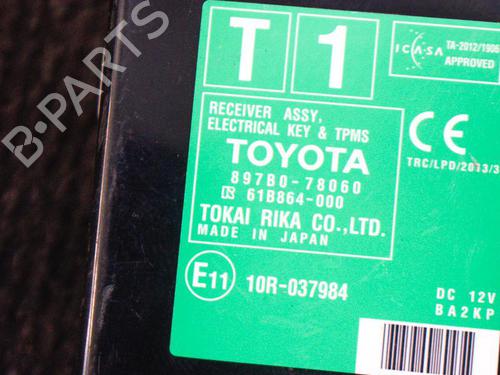 T 1
ICASA
TA-2012/1906
APPROVED
RECEIVER ASSY,
ELECTRICAL KEY & TPMS
TOYOTA
897B0-78060
61B864-000
TOKAI RIKA CO.,LTD.
MADE IN JAPAN
CE
TRC/LPD/2013/3
E11 10R-037984
DC 12V
BA2KP
B-PARTS